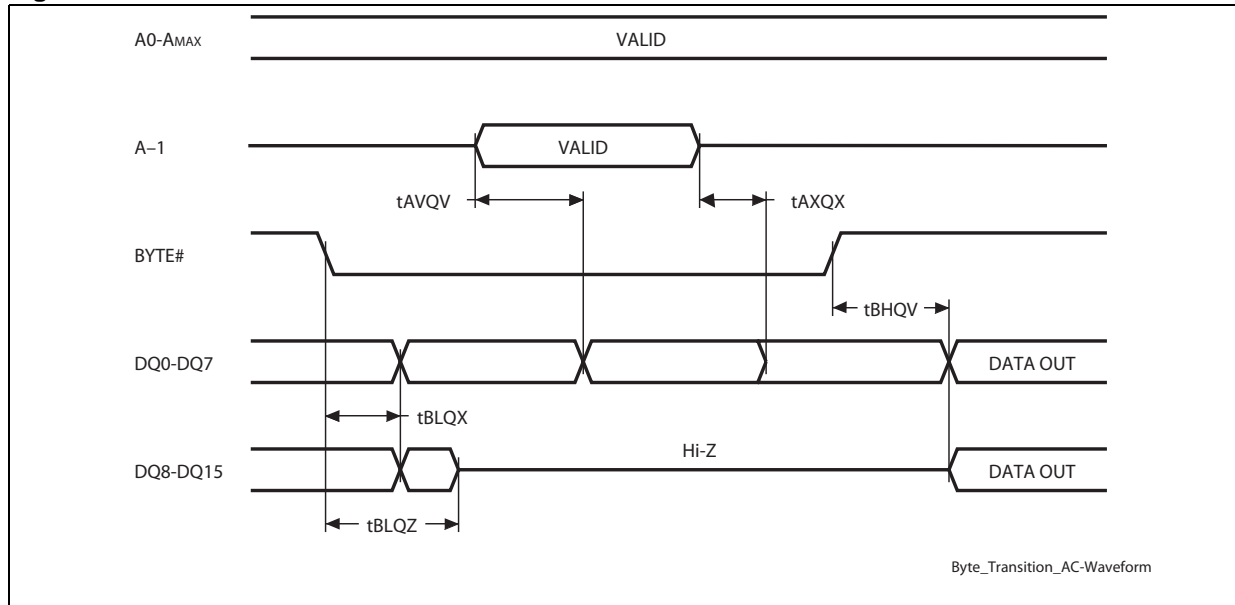 A0-AMAX VALID
A–1 VALID
tAVQV tAXQX
BYTE#
tBHQV
DQ0-DQ7 DATA OUT
tBLQX
Hi-Z
DQ8-DQ15 DATA OUT
tBLQZ
Byte_Transition_AC-Waveform